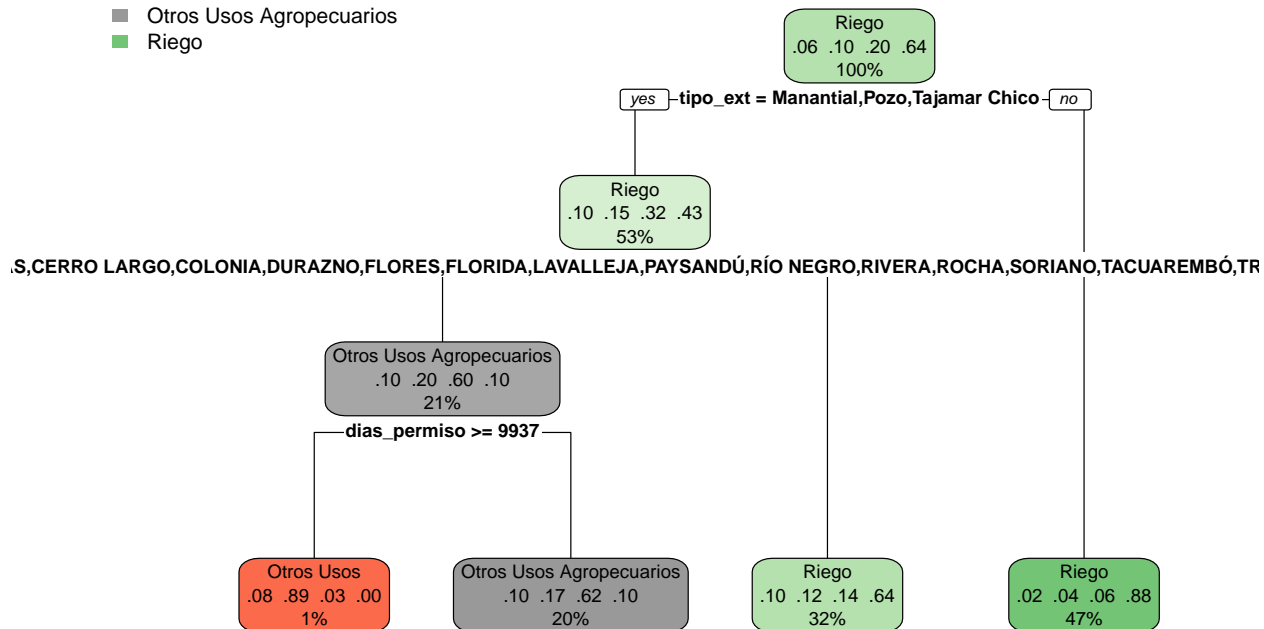 Otros Usos Agropecuarios
Riego
Riego
.06 .10 .20 .64
100%
yes tipo_ext = Manantial,Pozo,Tajamar Chico no
Riego
.10 .15 .32 .43
53%
S,CERRO LARGO,COLONIA,DURAZNO,FLORES,FLORIDA,LAVALLEJA,PAYSANDÚ,RÍO NEGRO,RIVERA,ROCHA,SORIANO,TACUAREMBÓ,TR
Otros Usos Agropecuarios
.10 .20 .60 .10
21%
dias_permiso >= 9937
Otros Usos
.08 .89 .03 .00
1%
Otros Usos Agropecuarios
.10 .17 .62 .10
20%
Riego
.10 .12 .14 .64
32%
Riego
.02 .04 .06 .88
47%